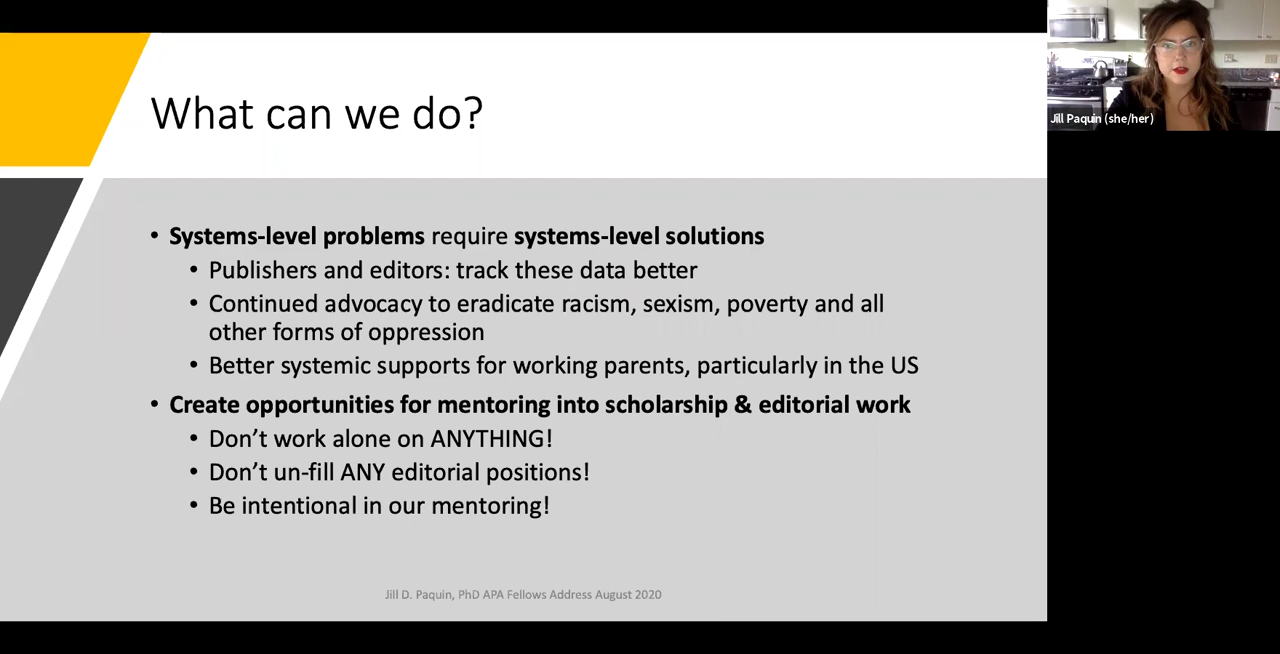 What can we do?
• Systems-level problems require systems-level solutions
• Publishers and editors: track these data better
• Continued advocacy to eradicate racism, sexism, poverty and all
other forms of oppression
• Better systemic supports for working parents, particularly in the US
• Create opportunities for mentoring into scholarship & editorial work
• Don’t work alone on ANYTHING!
• Don’t un-fill ANY editorial positions!
• Be intentional in our mentoring!
Jill D. Paquin, PhD APA Fellows Address August 2020
Jill Paquin (she/her)